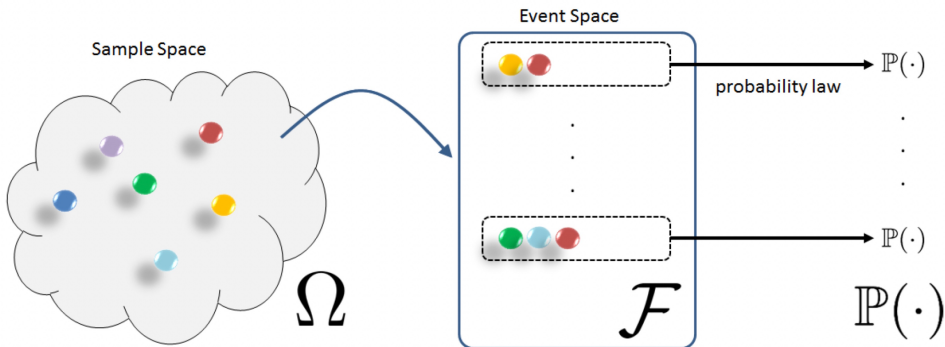 Sample Space
Event Space
ℙ(·)
probability law
ℙ(·)
Ω
ℱ
ℙ(·)